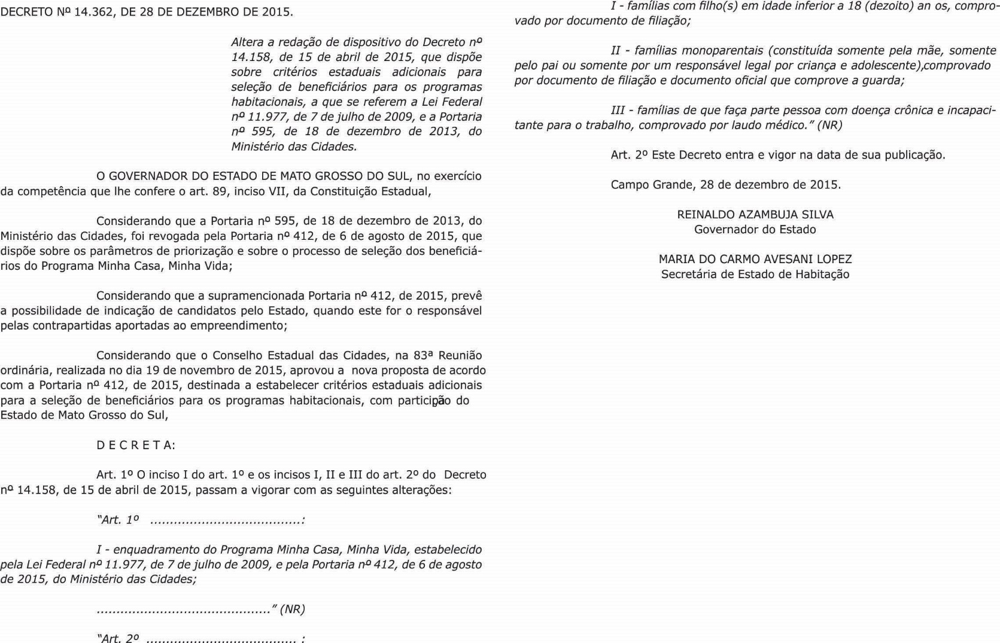 DECRETO Nº 14.362, DE 28 DE DEZEMBRO DE 2015.
Altera a redação de dispositivo do Decreto nº
14.158, de 15 de abril de 2015, que dispõe
sobre critérios estaduais adicionais para
seleção de beneficiários para os programas
habitacionais, a que se referem a Lei Federal
nº 11.977, de 7 de julho de 2009, e a Portaria
nº 595, de 18 de dezembro de 2013, do
Ministério das Cidades.
O GOVERNADOR DO ESTADO DE MATO GROSSO DO SUL, no exercício
da competência que lhe confere o art. 89, inciso VII, da Constituição Estadual,
Considerando que a Portaria nº 595, de 18 de dezembro de 2013, do
Ministério das Cidades, foi revogada pela Portaria nº 412, de 6 de agosto de 2015, que
dispõe sobre os parâmetros de priorização e sobre o processo de seleção dos beneficiá-
rios do Programa Minha Casa, Minha Vida;
Considerando que a supramencionada Portaria nº 412, de 2015, prevê
a possibilidade de indicação de candidatos pelo Estado, quando este for o responsável
pelas contrapartidas aportadas ao empreendimento;
Considerando que o Conselho Estadual das Cidades, na 83ª Reunião
ordinária, realizada no dia 19 de novembro de 2015, aprovou a nova proposta de acordo
com a Portaria nº 412, de 2015, destinada a estabelecer critérios estaduais adicionais
para a seleção de beneficiários para os programas habitacionais, com participação do
Estado de Mato Grosso do Sul,
D E C R E T A:
Art. 1º O inciso I do art. 1º e os incisos I, II e III do art. 2º do Decreto
nº 14.158, de 15 de abril de 2015, passam a vigorar com as seguintes alterações:
“Art. 1º ......................................:
I - enquadramento do Programa Minha Casa, Minha Vida, estabelecido
pela Lei Federal nº 11.977, de 7 de julho de 2009, e pela Portaria nº 412, de 6 de agosto
de 2015, do Ministério das Cidades;
............................................” (NR)
“Art. 2º ...................................... :
I - famílias com filho(s) em idade inferior a 18 (dezoito) an os, compro-
vado por documento de filiação;
II - famílias monoparentais (constituída somente pela mãe, somente
pelo pai ou somente por um responsável legal por criança e adolescente),comprovado
por documento de filiação e documento oficial que comprove a guarda;
III - famílias de que faça parte pessoa com doença crônica e incapaci-
tante para o trabalho, comprovado por laudo médico.” (NR)
Art. 2º Este Decreto entra e vigor na data de sua publicação.
Campo Grande, 28 de dezembro de 2015.
REINALDO AZAMBUJA SILVA
Governador do Estado
MARIA DO CARMO AVESANI LOPEZ
Secretária de Estado de Habitação